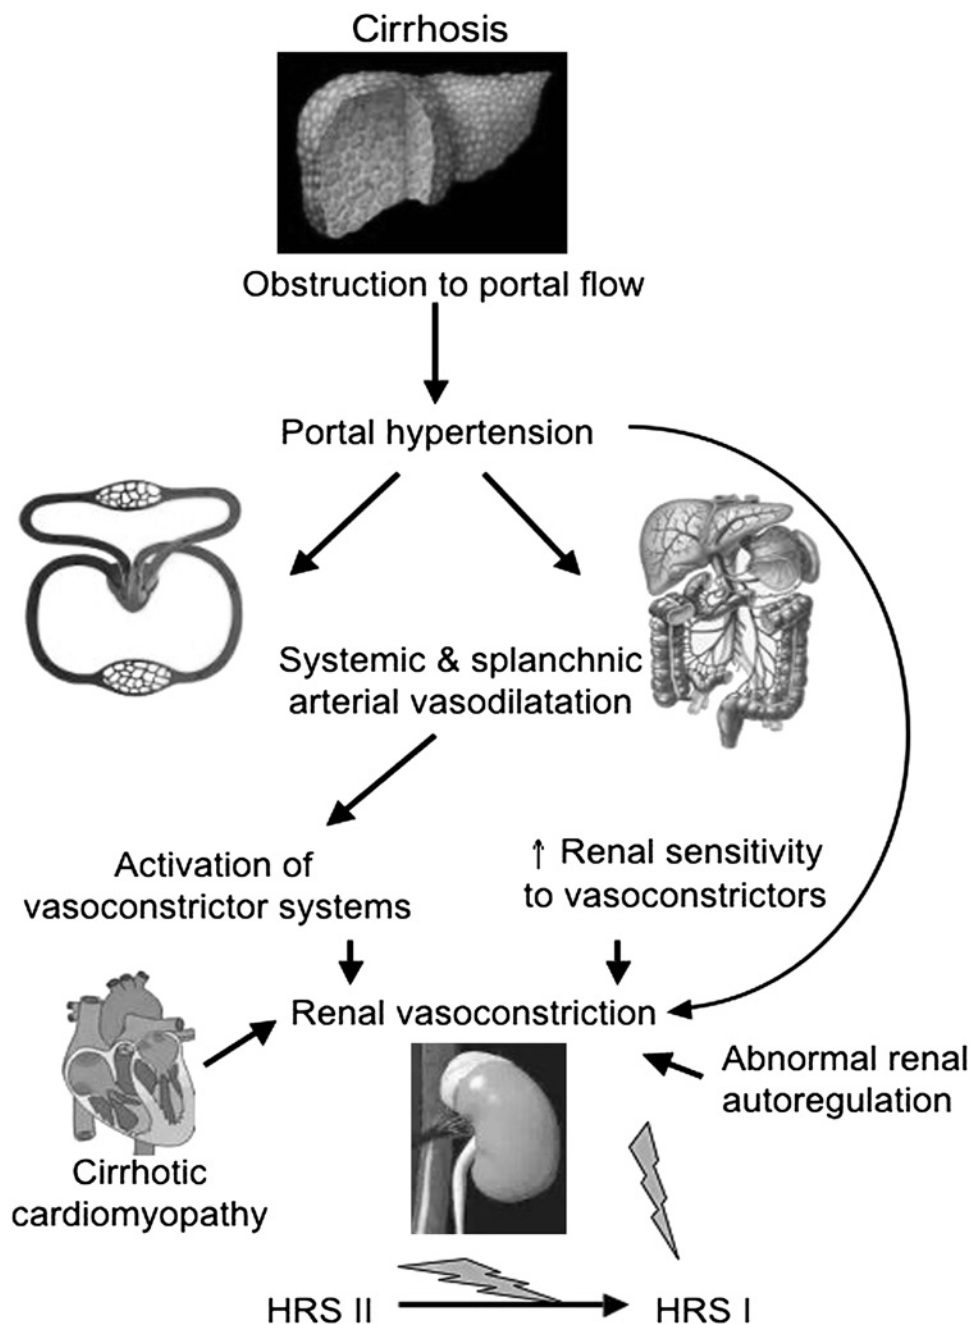 Cirrhosis
Obstruction to portal flow
Portal hypertension
Systemic & splanchnic
arterial vasodilatation
Activation of
vasoconstrictor systems
↑ Renal sensitivity
to vasoconstrictors
Renal vasoconstriction
Abnormal renal
autoregulation
Cirrhotic
cardiomyopathy
HRS II
HRS I